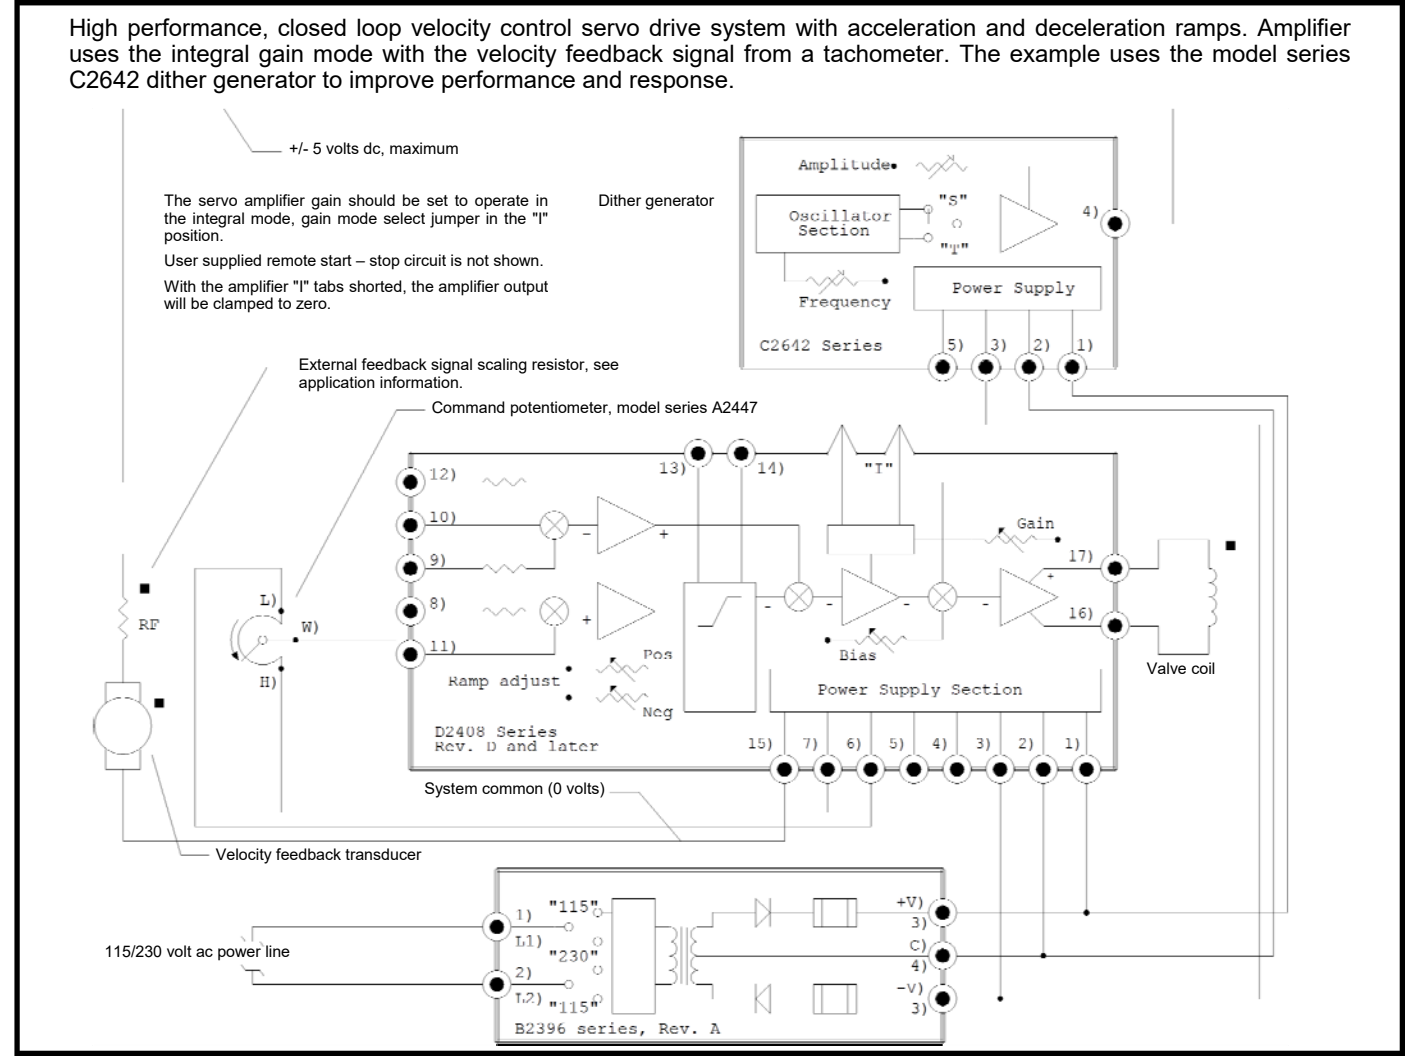 High performance, closed loop velocity control servo drive system with acceleration and deceleration ramps. Amplifier
uses the integral gain mode with the velocity feedback signal from a tachometer. The example uses the model series
C2642 dither generator to improve performance and response.
+/- 5 volts dc, maximum
The servo amplifier gain should be set to operate in
the integral mode, gain mode select jumper in the "I"
position.
User supplied remote start – stop circuit is not shown.
With the amplifier "I" tabs shorted, the amplifier output
will be clamped to zero.
Dither generator
Amplitude
Oscillator
Section
"S"
"T"
4)
Frequency
Power Supply
C2642 Series
5) 3) 2) 1)
External feedback signal scaling resistor, see
application information.
Command potentiometer, model series A2447
12)
13)
14)
"I"
10)
- +
Gain
9)
17)
+
8)
- - - -
16)
RF
L)
W)
H)
11)
+
Bias
Valve coil
Ramp adjust
Pos
Neg
Power Supply Section
D2408 Series
Rev. D and later
15) 7) 6) 5) 4) 3) 2) 1)
System common (0 volts)
Velocity feedback transducer
115/230 volt ac power line
1)
L1)
2)
L2)
"115"
"230"
"115"
+V)
3)
C)
4)
-V)
3)
B2396 series, Rev. A